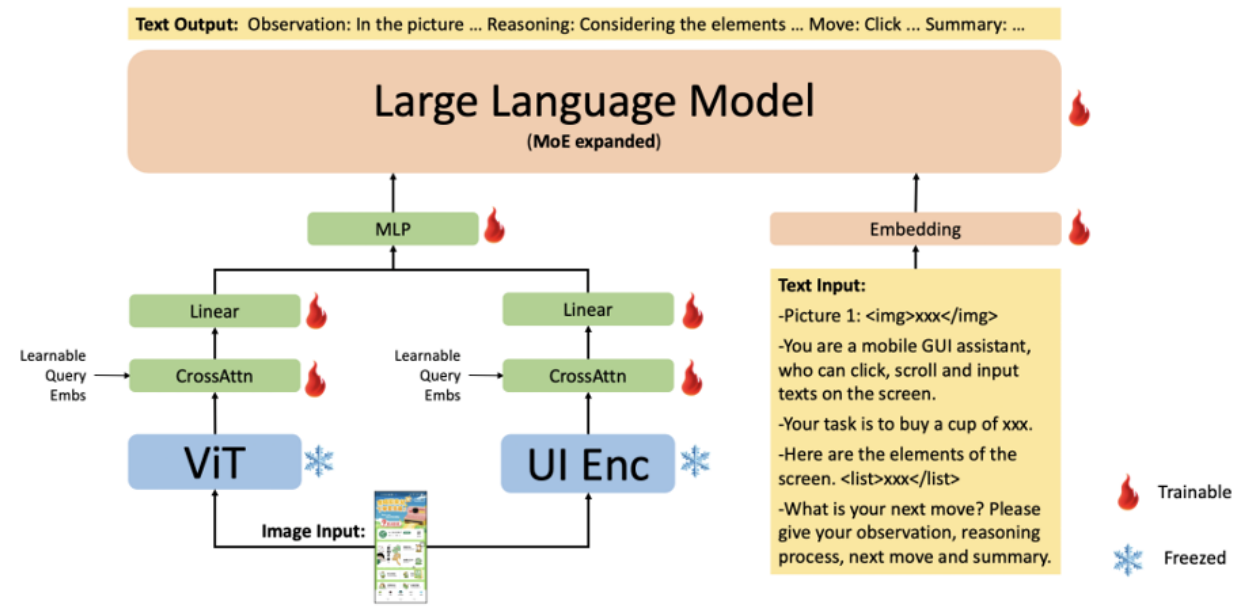 Text Output: Observation: In the picture ... Reasoning: Considering the elements ... Move: Click ... Summary: ...
Large Language Model
(MoE expanded)
MLP
Embedding
Linear
Linear
Learnable
Query
Embs
CrossAttn
Learnable
Query
Embs
CrossAttn
ViT
UI Enc
Image Input:
Text Input:
-Picture 1: <img>xxx</img>
-You are a mobile GUI assistant,
who can click, scroll and input
texts on the screen.
-Your task is to buy a cup of xxx.
-Here are the elements of the
screen. <list>xxx</list>
-What is your next move? Please
give your observation, reasoning
process, next move and summary.
Trainable
Freezed